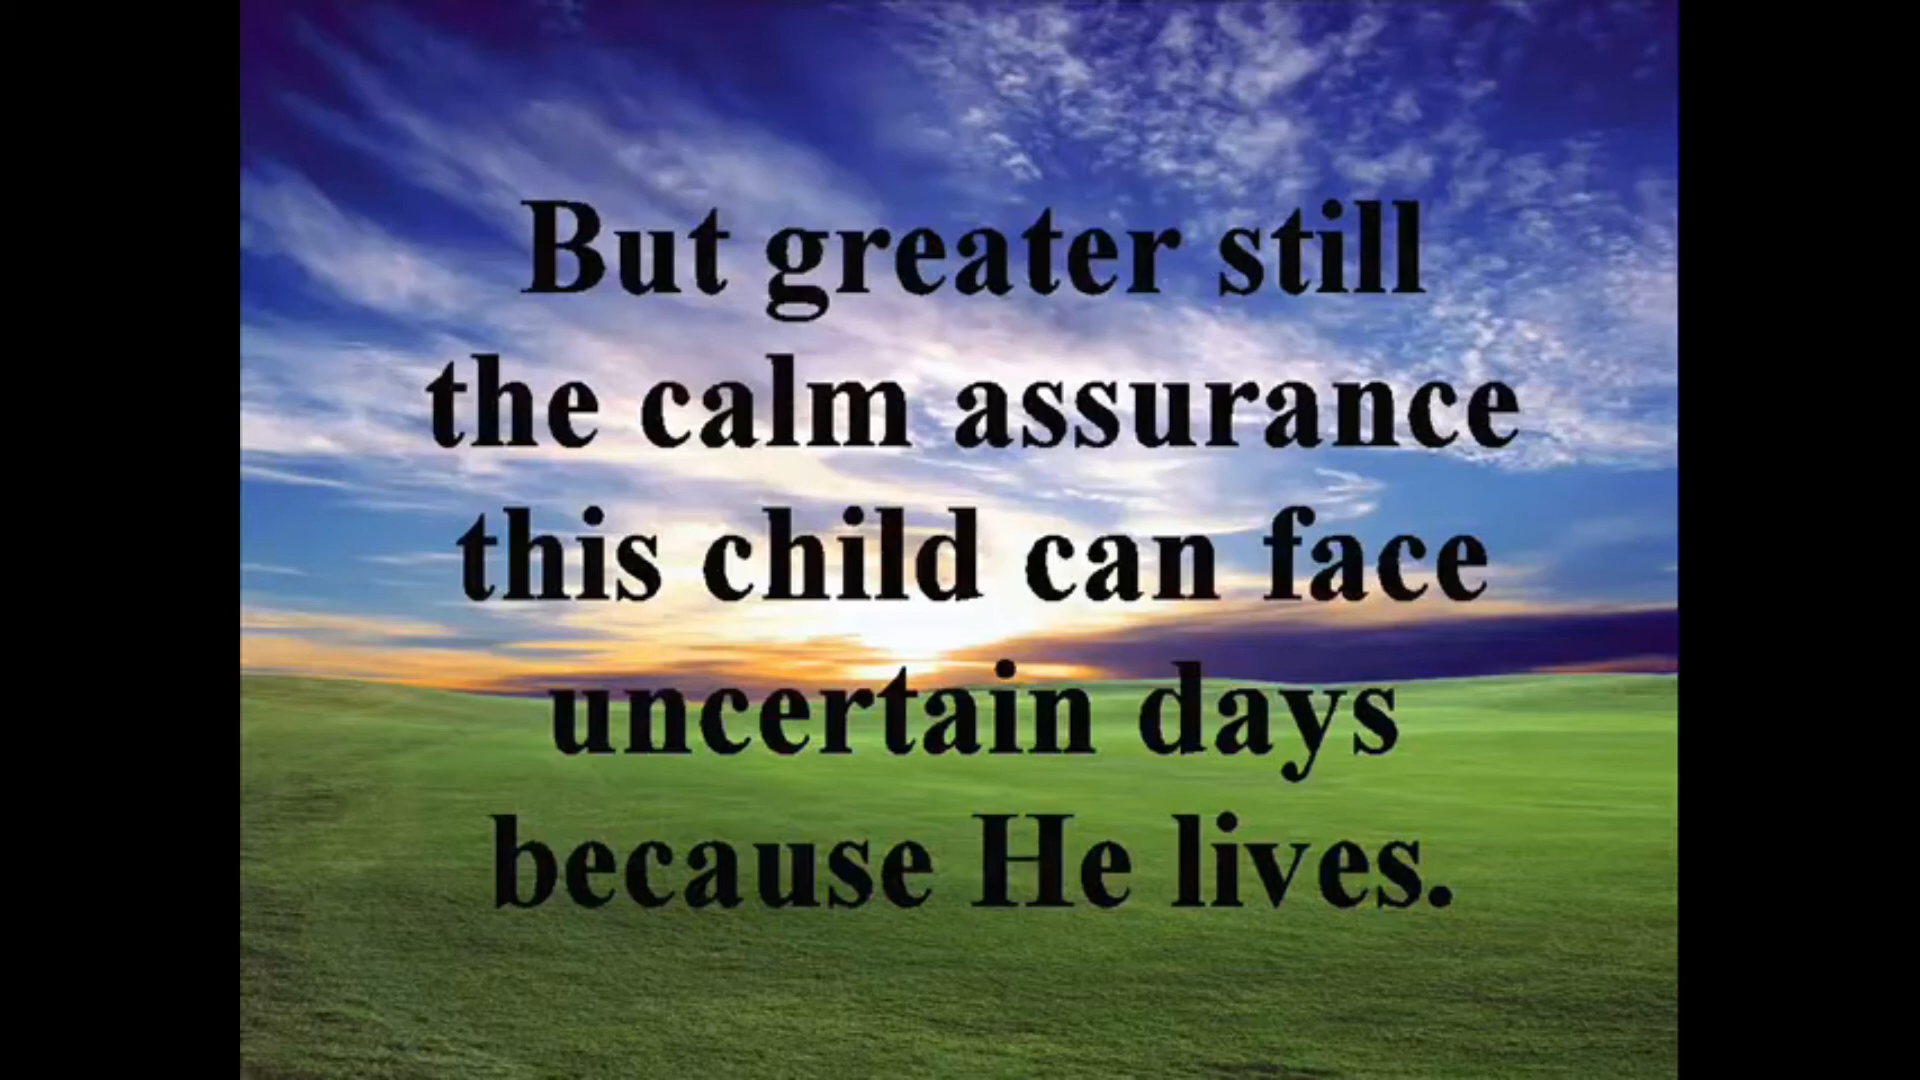 But greater still
the calm assurance
this child can face
uncertain days
because He lives.